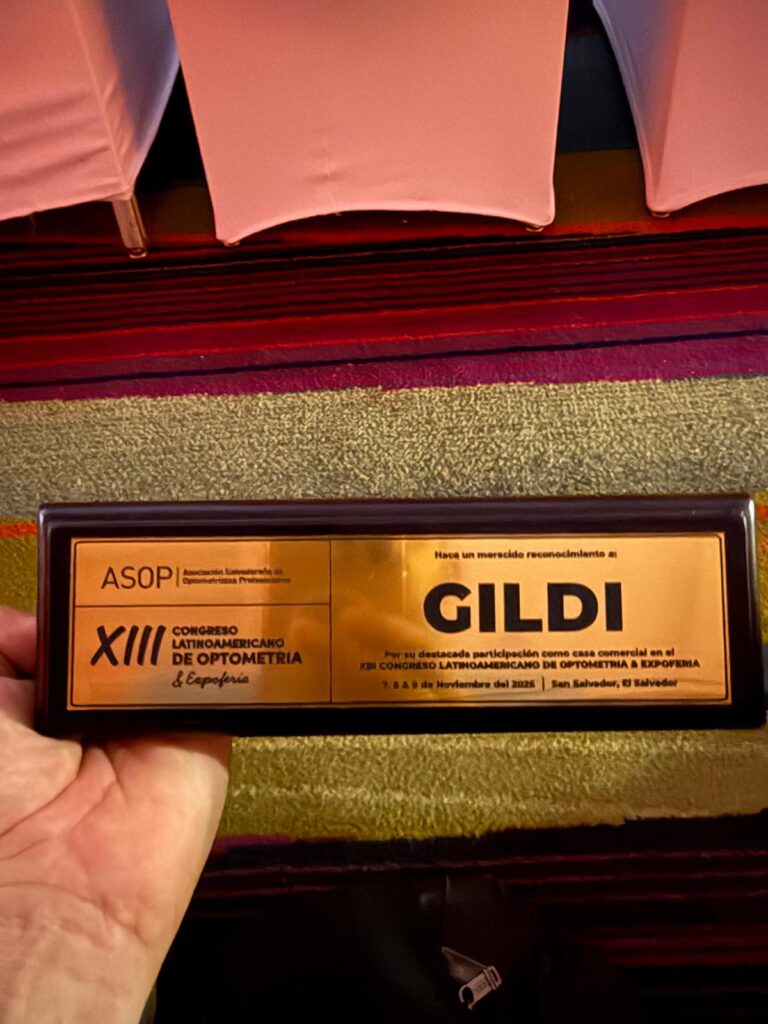 ASOP
Asociación Salvadoreña de
Optometristas Profesionales
XIII
CONGRESO
LATINOAMERICANO
DE OPTOMETRIA
& Expoferia
Hace un merecido reconocimiento a:
GILDI
Por su destacada participación como casa comercial en el
XIII CONGRESO LATINOAMERICANO DE OPTOMETRIA & EXPOFERIA
7, 8 & 9 de Noviembre del 2025 | San Salvador, El Salvador